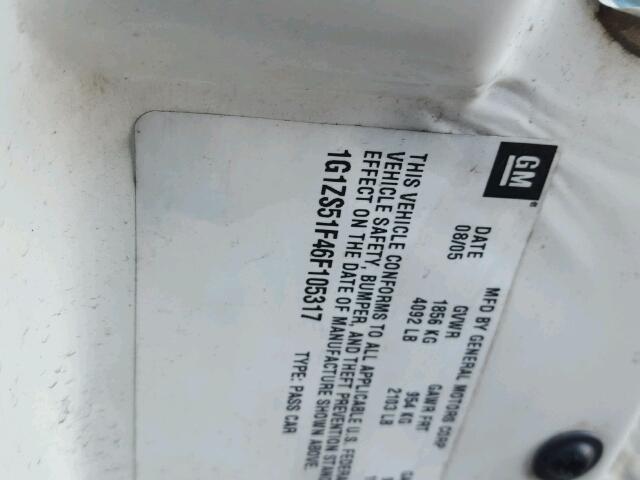 GM
MFD BY GENERAL MOTORS CORP
DATE GVWR GAWR FRT
08/05 1856 KG 954 KG
4092 LB 2103 LB
THIS VEHICLE CONFORMS TO ALL APPLICABLE U.S. FEDERA
VEHICLE SAFETY, BUMPER, AND THEFT PREVENTION STAN
EFFECT ON THE DATE OF MANUFACTURE SHOWN ABOVE.
1G1ZS51F46F105317 TYPE: PASS CAR